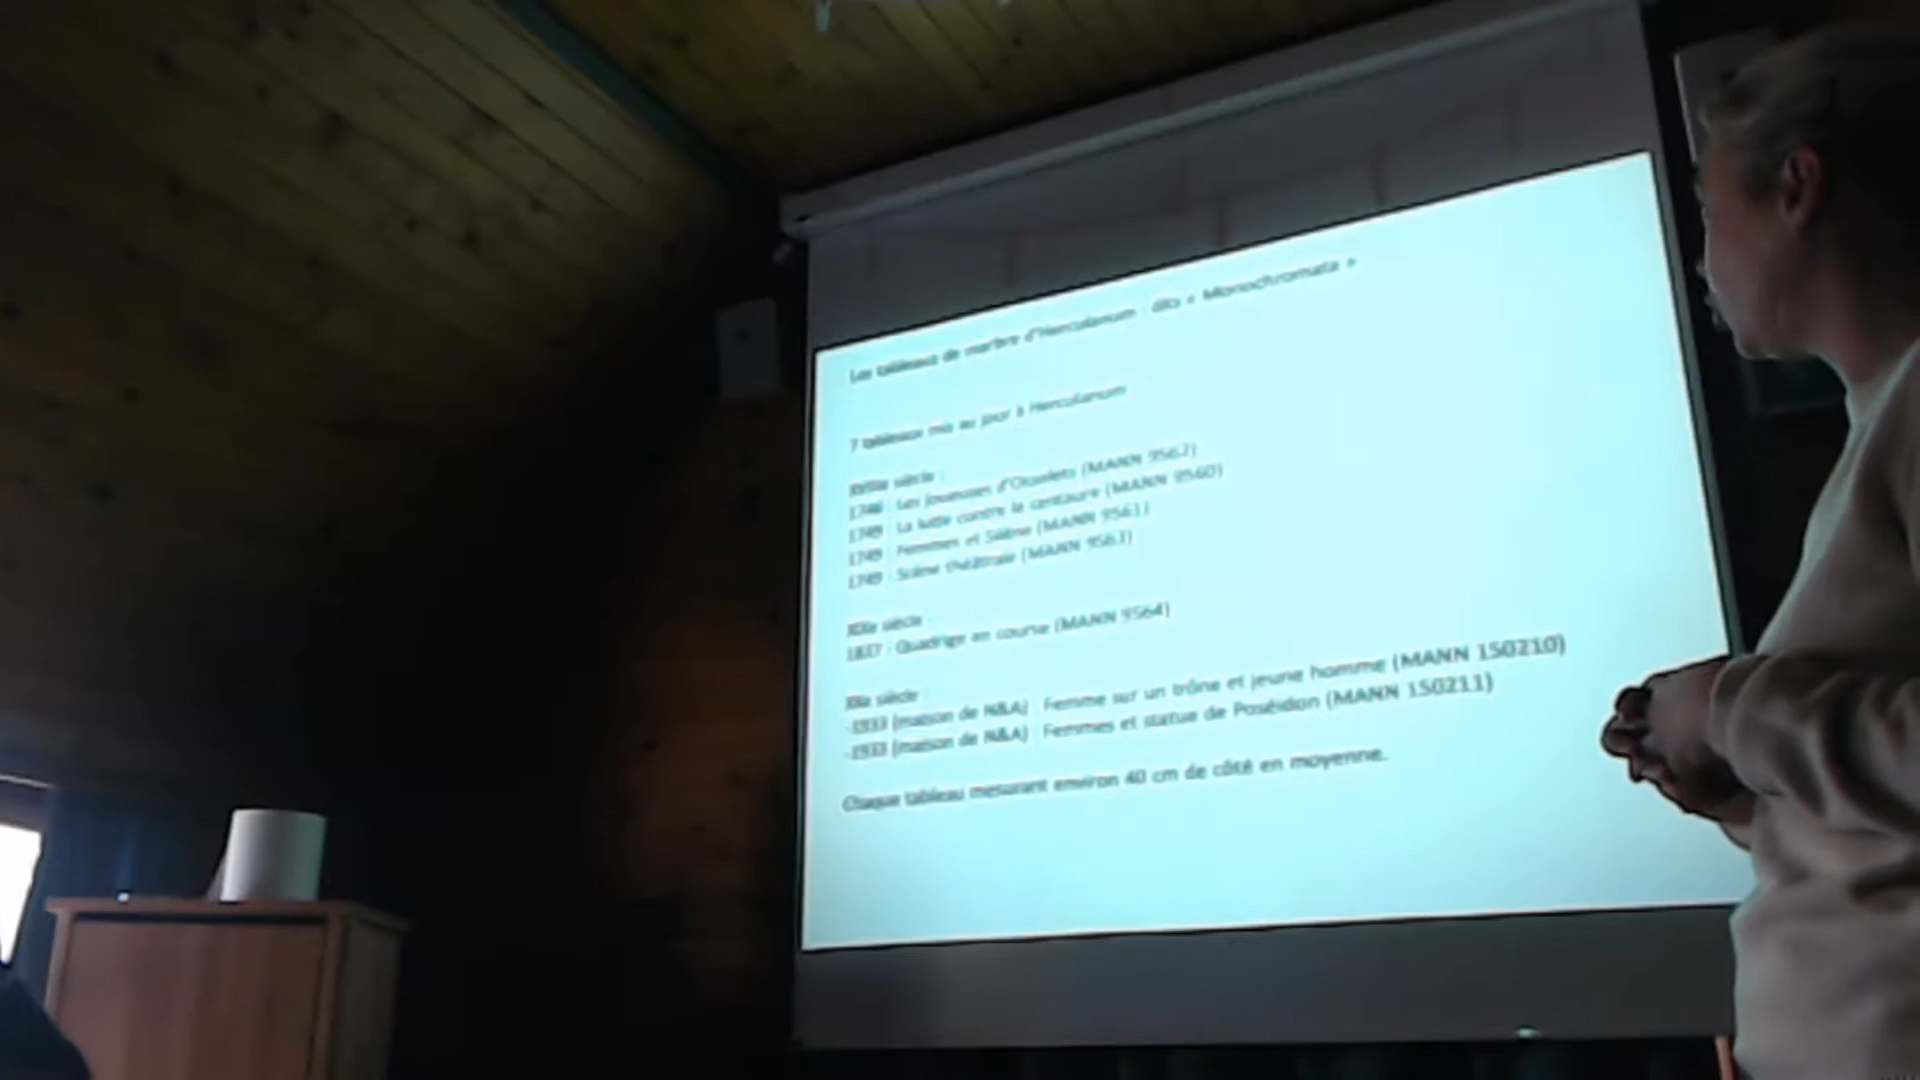 Les tableaux de marbre d'Herculanum : dits « Monochromata »
7 tableaux mis au jour à Herculanum
XVIIIe siècle :
1746 : Les Joueuses d'Osselets (MANN 9562)
1749 : La lutte contre le centaure (MANN 9560)
1749 : Femmes et Silène (MANN 9561)
1749 : Scène théâtrale (MANN 9563)
XIXe siècle :
1837 : Quadrige en course (MANN 9564)
XXe siècle :
-1933 (maison de N&A) : Femme sur un trône et jeune homme (MANN 150210)
-1933 (maison de N&A) : Femmes et statue de Poséidon (MANN 150211)
Chaque tableau mesurant environ 40 cm de côté en moyenne.